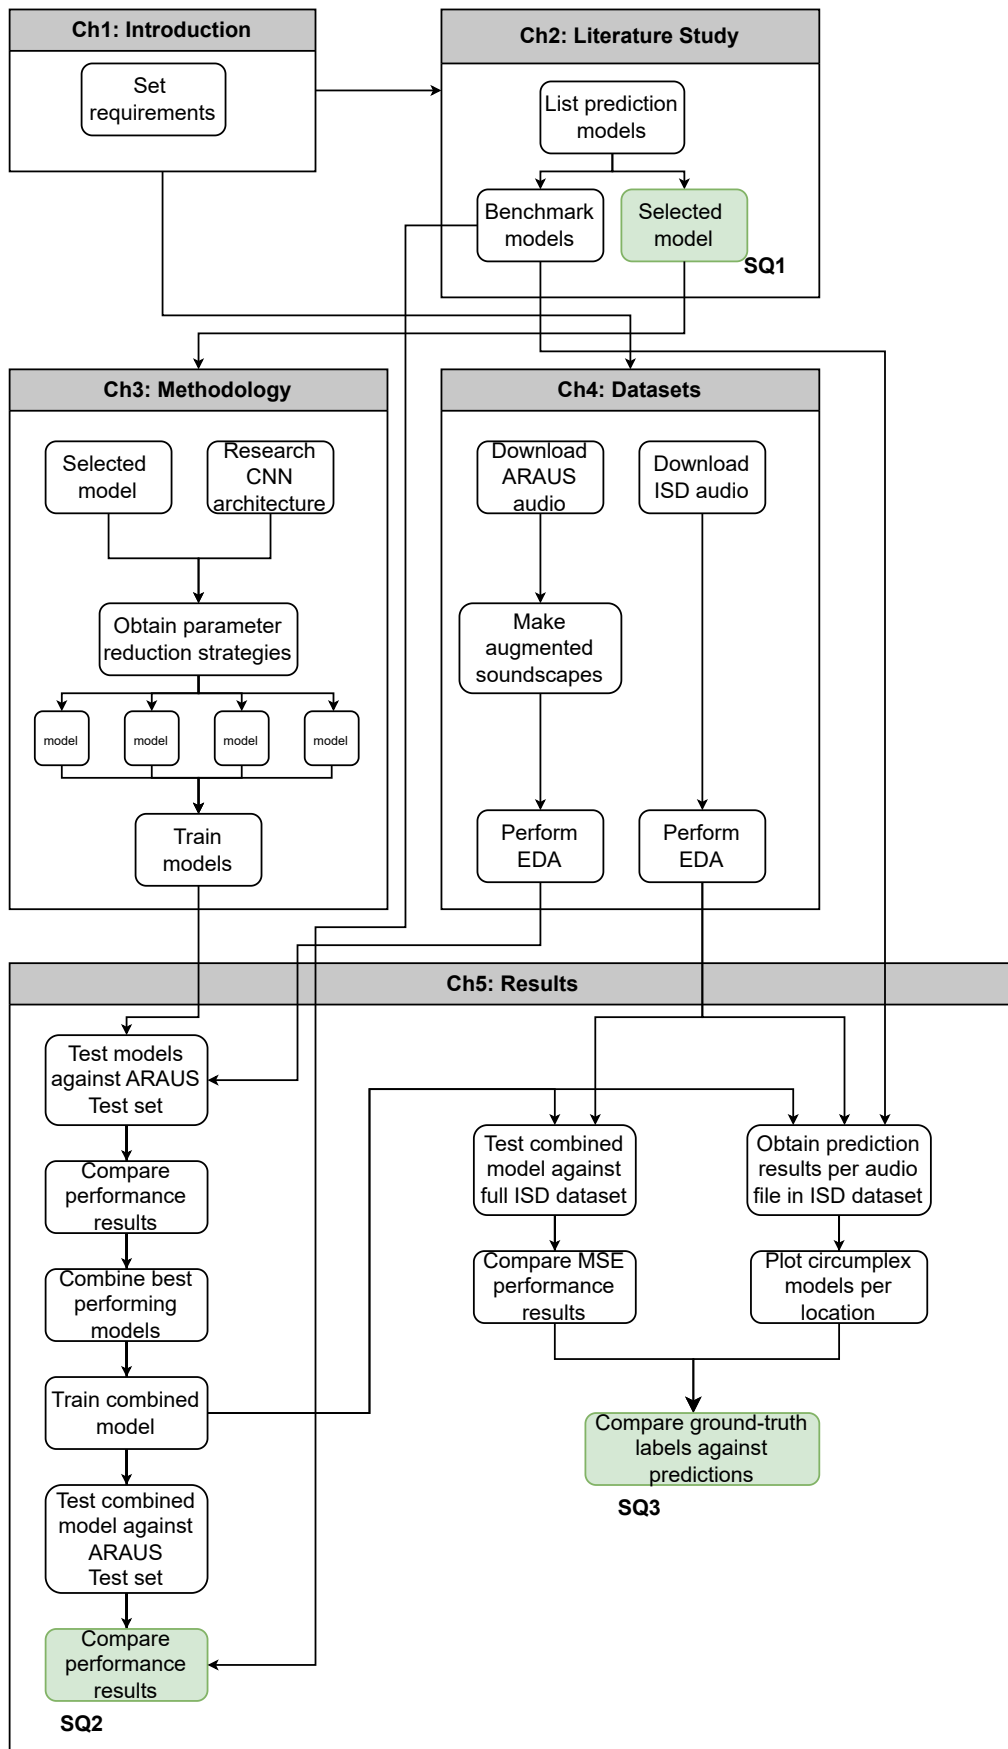 Ch1: Introduction
Set
requirements
Ch2: Literature Study
List prediction
models
Benchmark
models
Selected
model
SQ1
Ch3: Methodology
Selected
model
Research
CNN
architecture
Obtain parameter
reduction strategies
model
model
model
model
Train
models
Ch4: Datasets
Download
ARAUS
audio
Download
ISD audio
Make
augmented
soundscapes
Perform
EDA
Perform
EDA
Ch5: Results
Test models
against ARAUS
Test set
Compare
performance
results
Combine best
performing
models
Train combined
model
Test combined
model against
ARAUS
Test set
Compare
performance
results
SQ2
Test combined
model against
full ISD dataset
Compare MSE
performance
results
Obtain prediction
results per audio
file in ISD dataset
Plot circumplex
models per
location
Compare ground-truth
labels against
predictions
SQ3